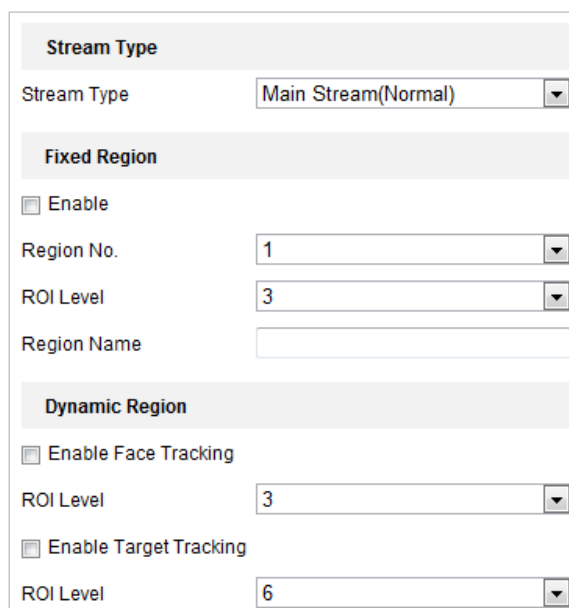 Stream Type
Stream Type Main Stream(Normal)
Fixed Region
Enable
Region No. 1
ROI Level 3
Region Name
Dynamic Region
Enable Face Tracking
ROI Level 3
Enable Target Tracking
ROI Level 6